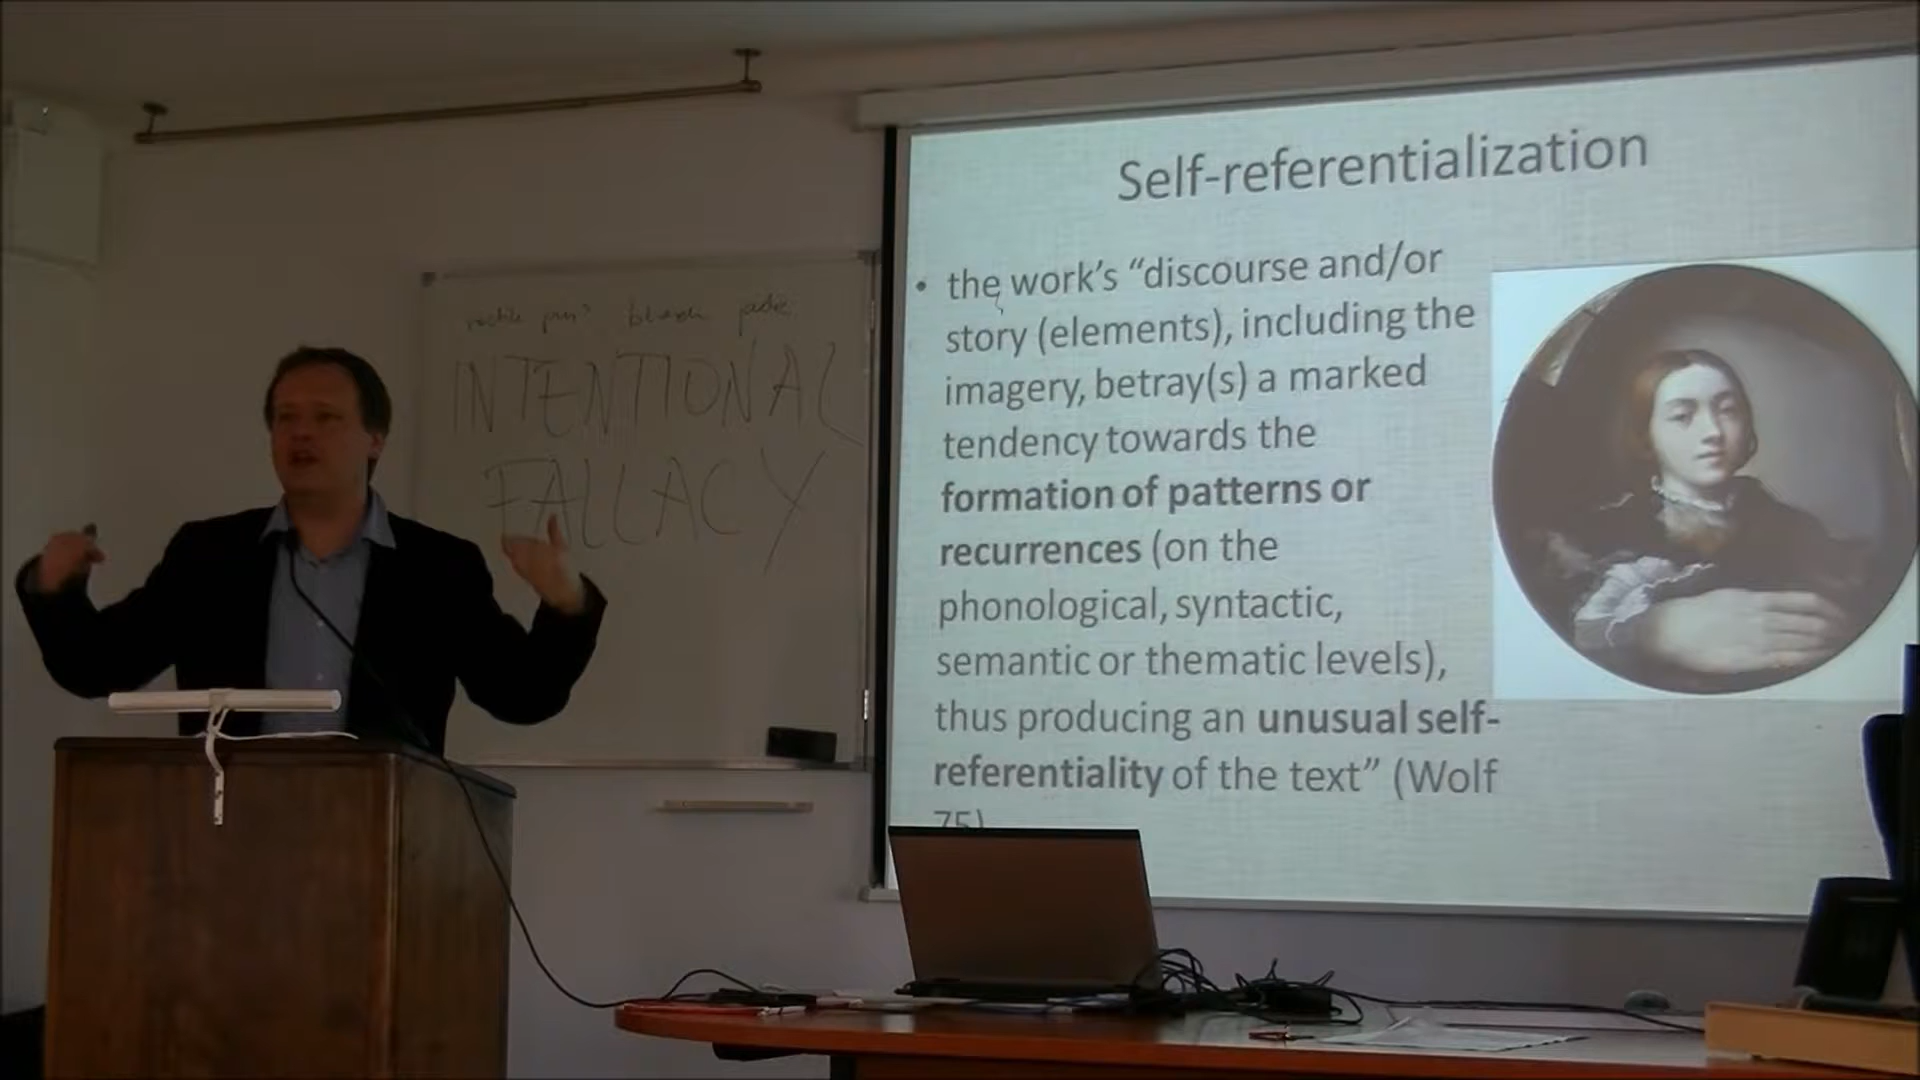 INTENTIONAL
FALLACY
Self-referentialization
• the work's “discourse and/or
story (elements), including the
imagery, betray(s) a marked
tendency towards the
formation of patterns or
recurrences (on the
phonological, syntactic,
semantic or thematic levels),
thus producing an unusual self-
referentiality of the text” (Wolf
75)